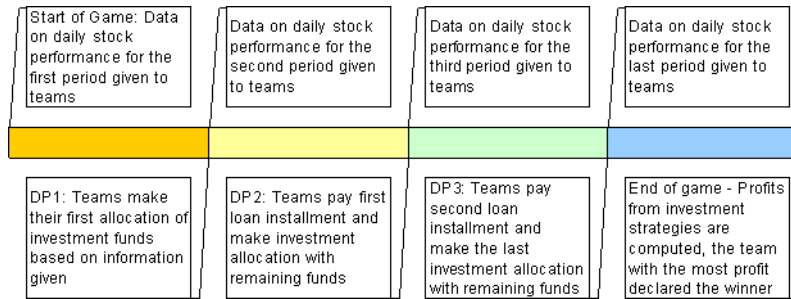 Start of Game: Data
on daily stock
performance for the
first period given to
teams
Data on daily stock
performance for the
second period given
to teams
Data on daily stock
performance for the
third period given to
teams
Data on daily stock
performance for the
last period given to
teams
DP1: Teams make
their first allocation of
investment funds
based on information
given
DP2: Teams pay first
loan installment and
make investment
allocation with
remaining funds
DP3: Teams pay
second loan
installment and
make the last
investment allocation
with remaining funds
End of game - Profits
from investment
strategies are
computed, the team
with the most profit
declared the winner